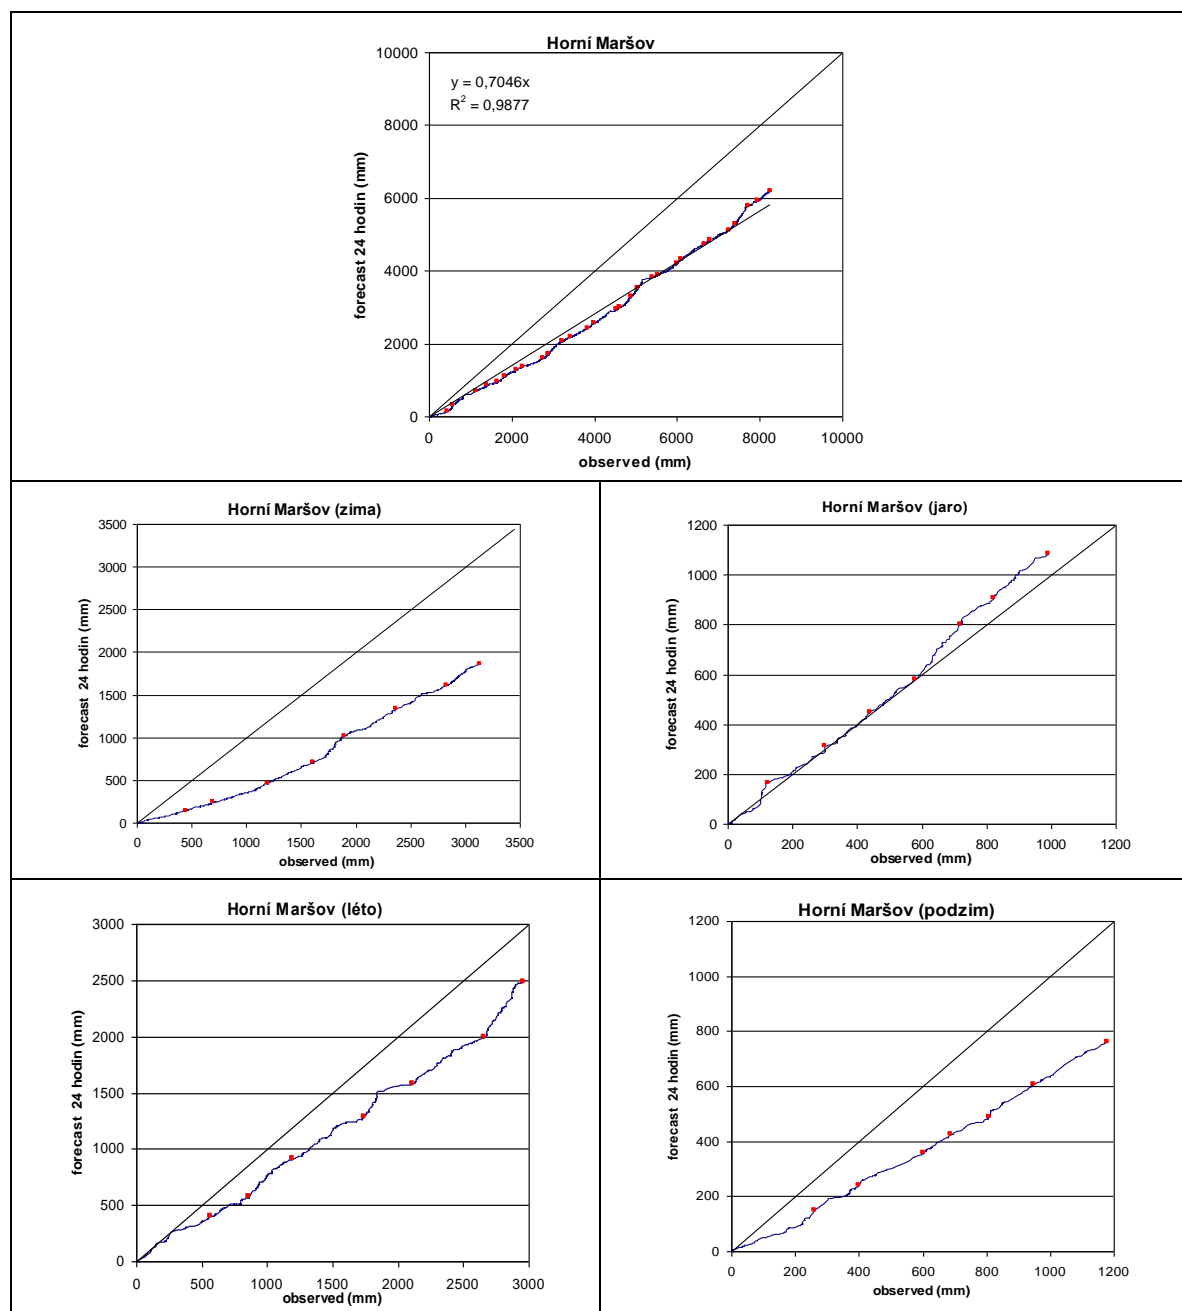 Horní Maršov
y = 0,7046x
R² = 0,9877
forecast 24 hodin (mm)
10000
8000
6000
4000
2000
0
0 2000 4000 6000 8000 10000
observed (mm)
Horní Maršov (zima)
forecast 24 hodin (mm)
3500
3000
2500
2000
1500
1000
500
0
0 500 1000 1500 2000 2500 3000 3500
observed (mm)
Horní Maršov (jaro)
forecast 24 hodin (mm)
1200
1000
800
600
400
200
0
0 200 400 600 800 1000 1200
observed (mm)
Horní Maršov (léto)
forecast 24 hodin (mm)
3000
2500
2000
1500
1000
500
0
0 500 1000 1500 2000 2500 3000
observed (mm)
Horní Maršov (podzim)
forecast 24 hodin (mm)
1200
1000
800
600
400
200
0
0 200 400 600 800 1000 1200
observed (mm)